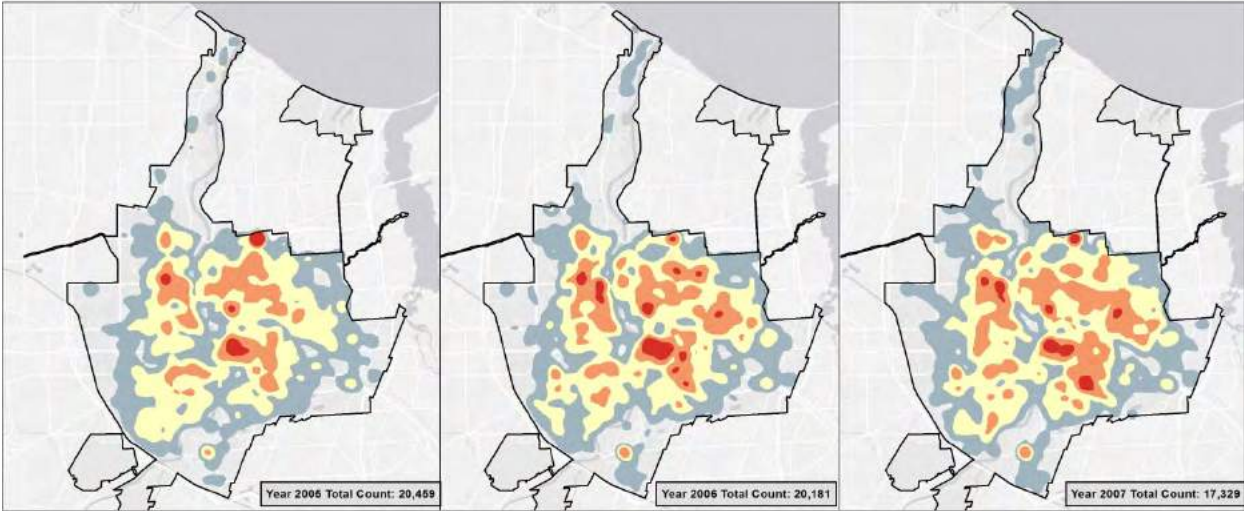 Year 2005 Total Count: 20,459
Year 2006 Total Count: 20,181
Year 2007 Total Count: 17,329